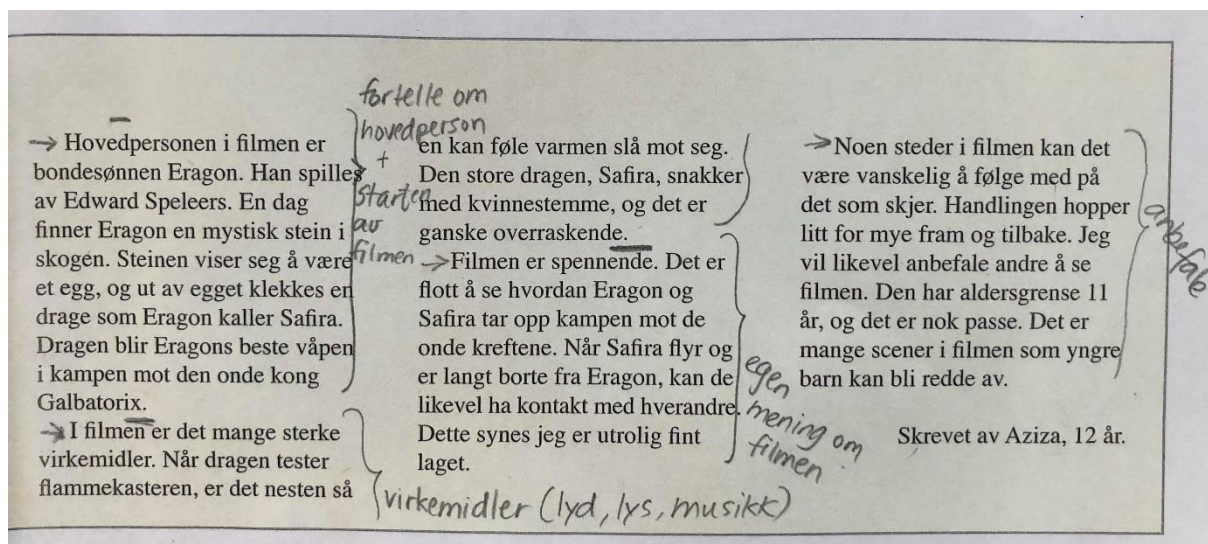 fortelle om
hovedperson
+
starten
av
filmen
→ Hovedpersonen i filmen er
bondesønnen Eragon. Han spilles
av Edward Speleers. En dag
finner Eragon en mystisk stein i
skogen. Steinen viser seg å være
et egg, og ut av egget klekkes en
drage som Eragon kaller Safira.
Dragen blir Eragons beste våpen
i kampen mot den onde kong
Galbatorix.
→ I filmen er det mange sterke
virkemidler. Når dragen tester
flammekasteren, er det nesten så
virkemidler (lyd, lys, musikk)
en kan føle varmen slå mot seg.
Den store dragen, Safira, snakker
med kvinnestemme, og det er
ganske overraskende.
→ Filmen er spennende. Det er
flott å se hvordan Eragon og
Safira tar opp kampen mot de
onde kreftene. Når Safira flyr og
er langt borte fra Eragon, kan de
likevel ha kontakt med hverandre.
Dette synes jeg er utrolig fint
laget.
egen
mening om
filmen
→ Noen steder i filmen kan det
være vanskelig å følge med på
det som skjer. Handlingen hopper
litt for mye fram og tilbake. Jeg
vil likevel anbefale andre å se
filmen. Den har aldersgrense 11
år, og det er nok passe. Det er
mange scener i filmen som yngre
barn kan bli redde av.
anbefale
Skrevet av Aziza, 12 år.